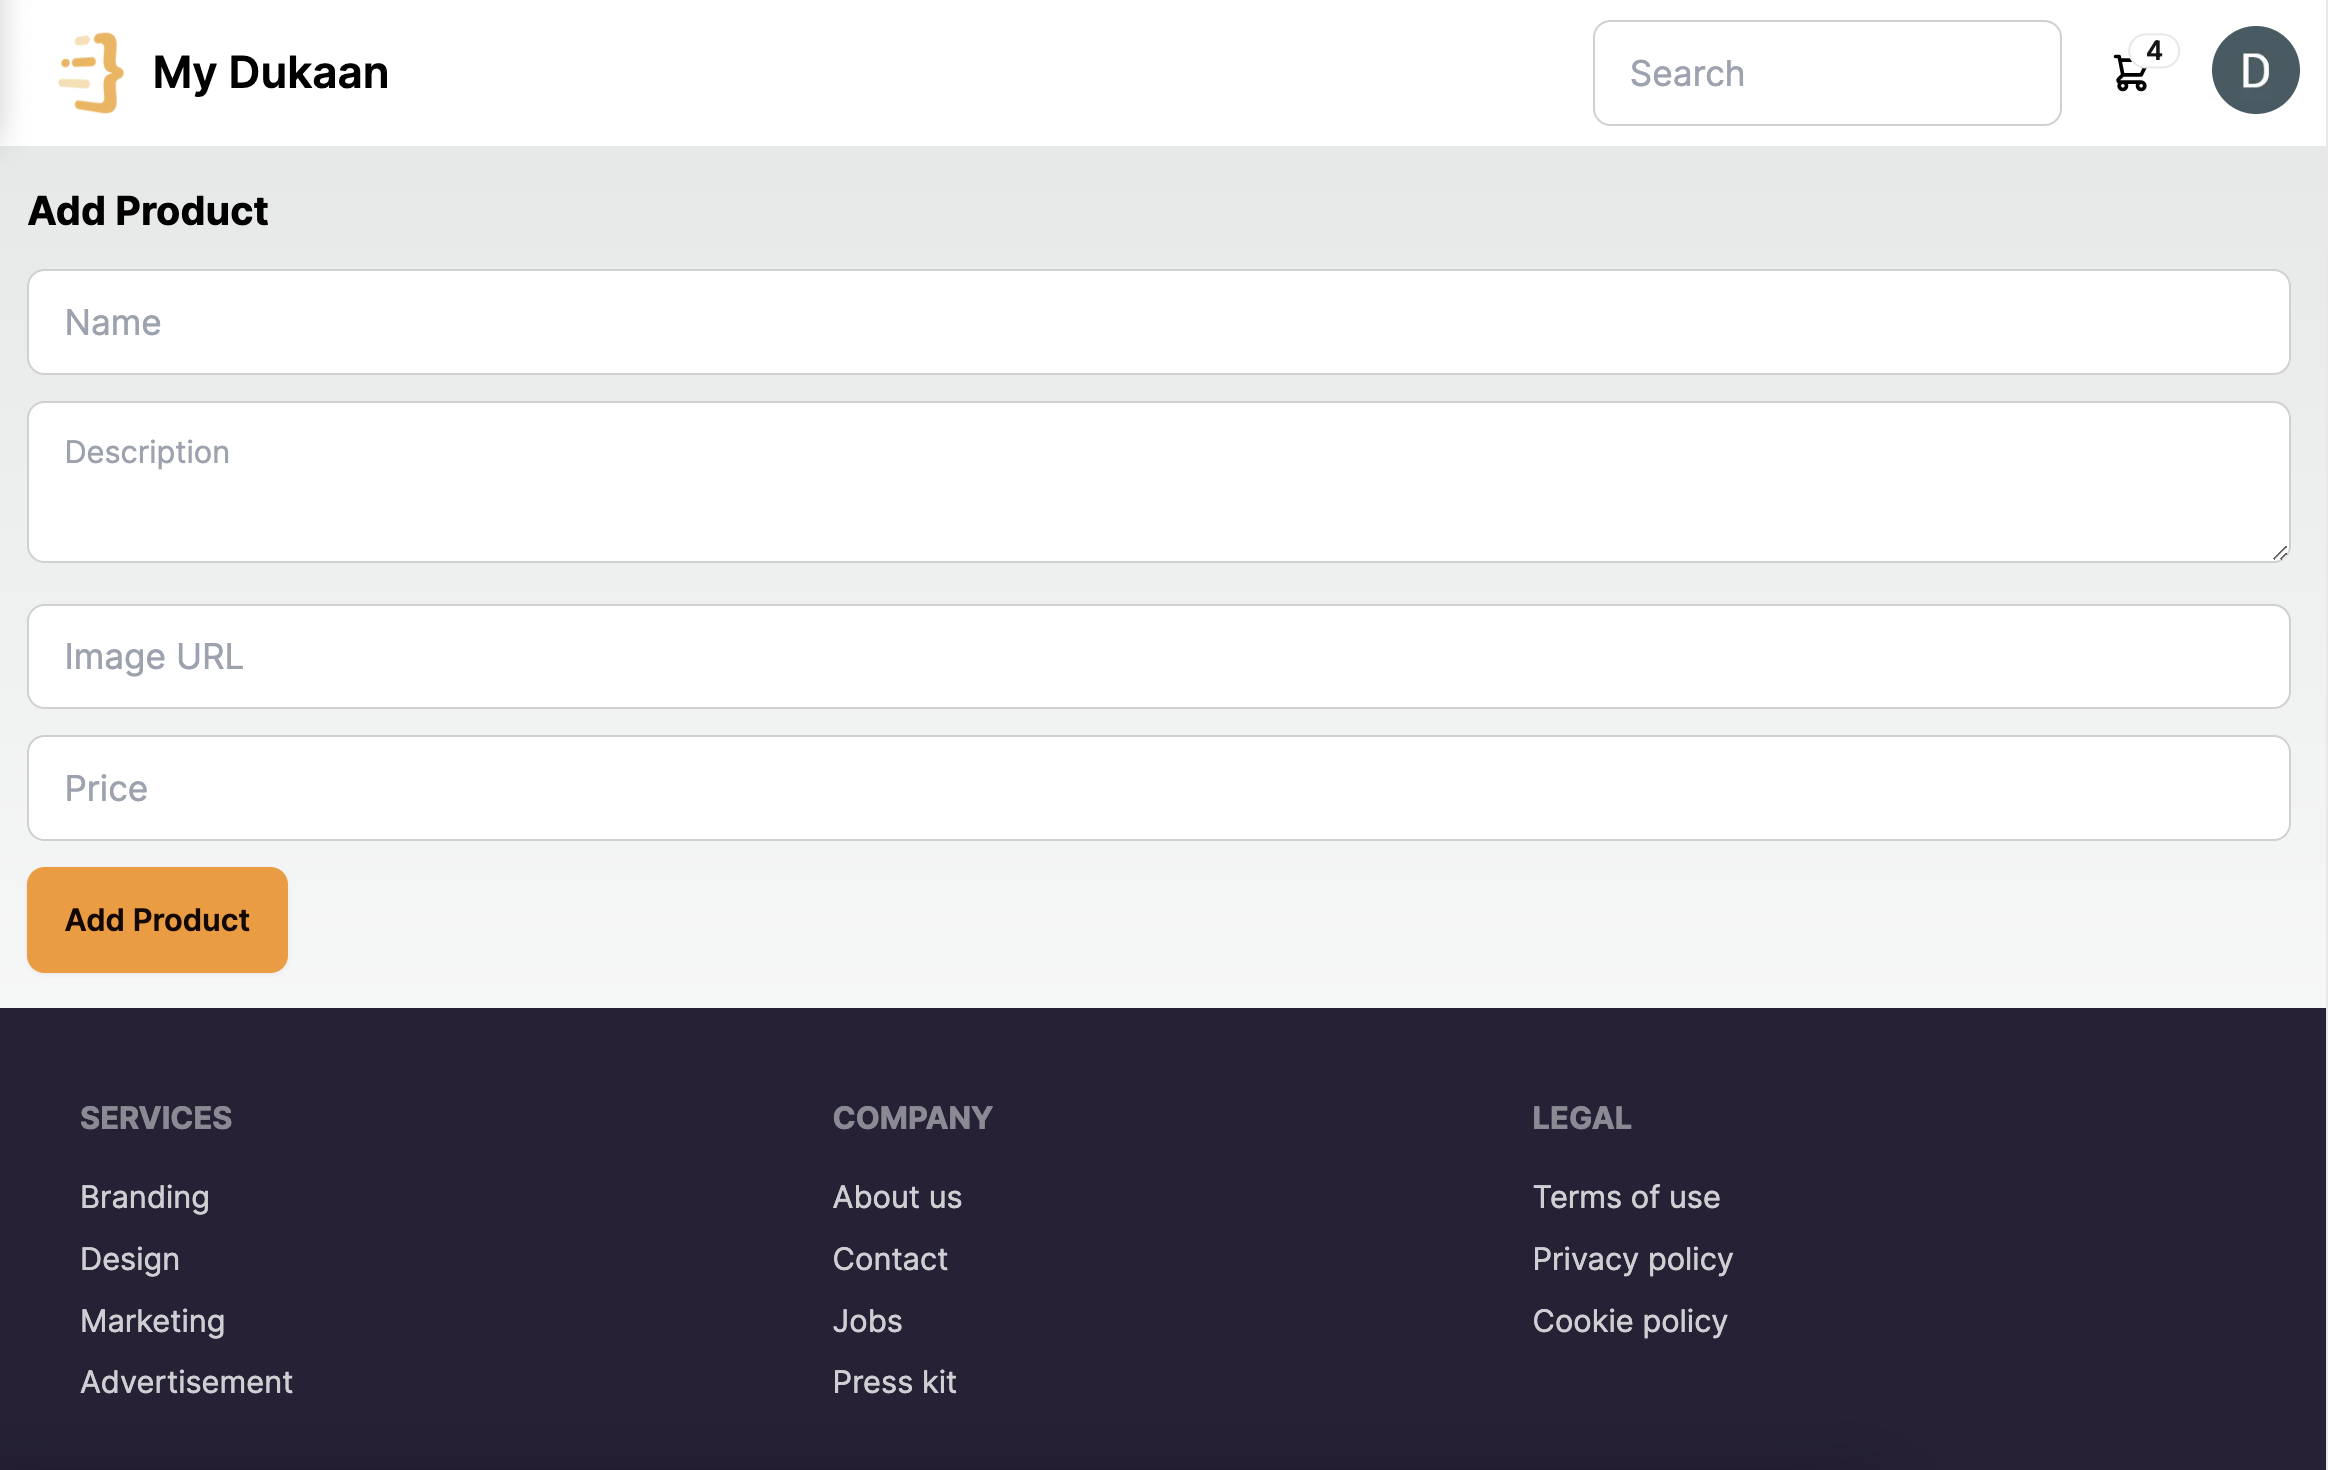 My Dukaan
Search
4
D
Add Product
Name
Description
Image URL
Price
Add Product
SERVICES
Branding
Design
Marketing
Advertisement
COMPANY
About us
Contact
Jobs
Press kit
LEGAL
Terms of use
Privacy policy
Cookie policy